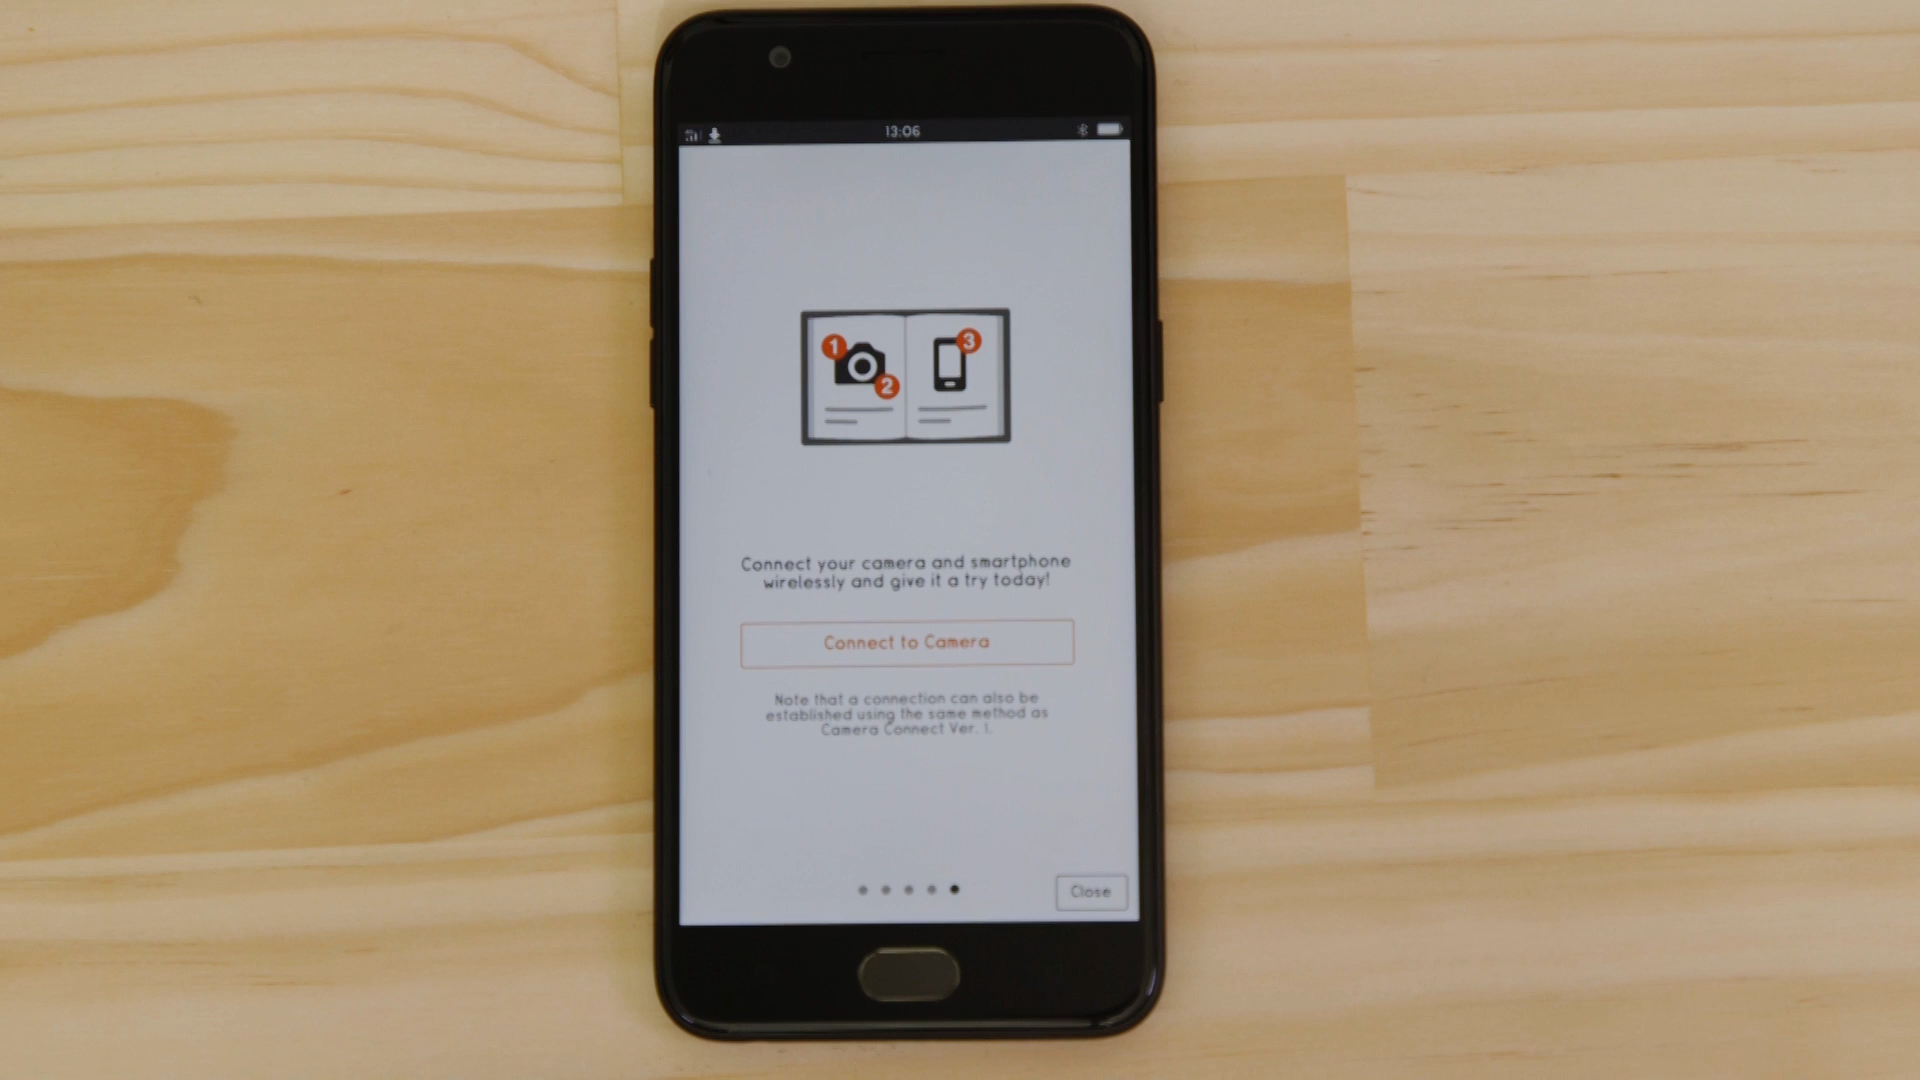 13:06
1
2
3
Connect your camera and smartphone
wirelessly and give it a try today!
Connect to Camera
Note that a connection can also be
established using the same method as
Camera Connect Ver. 1.
Close